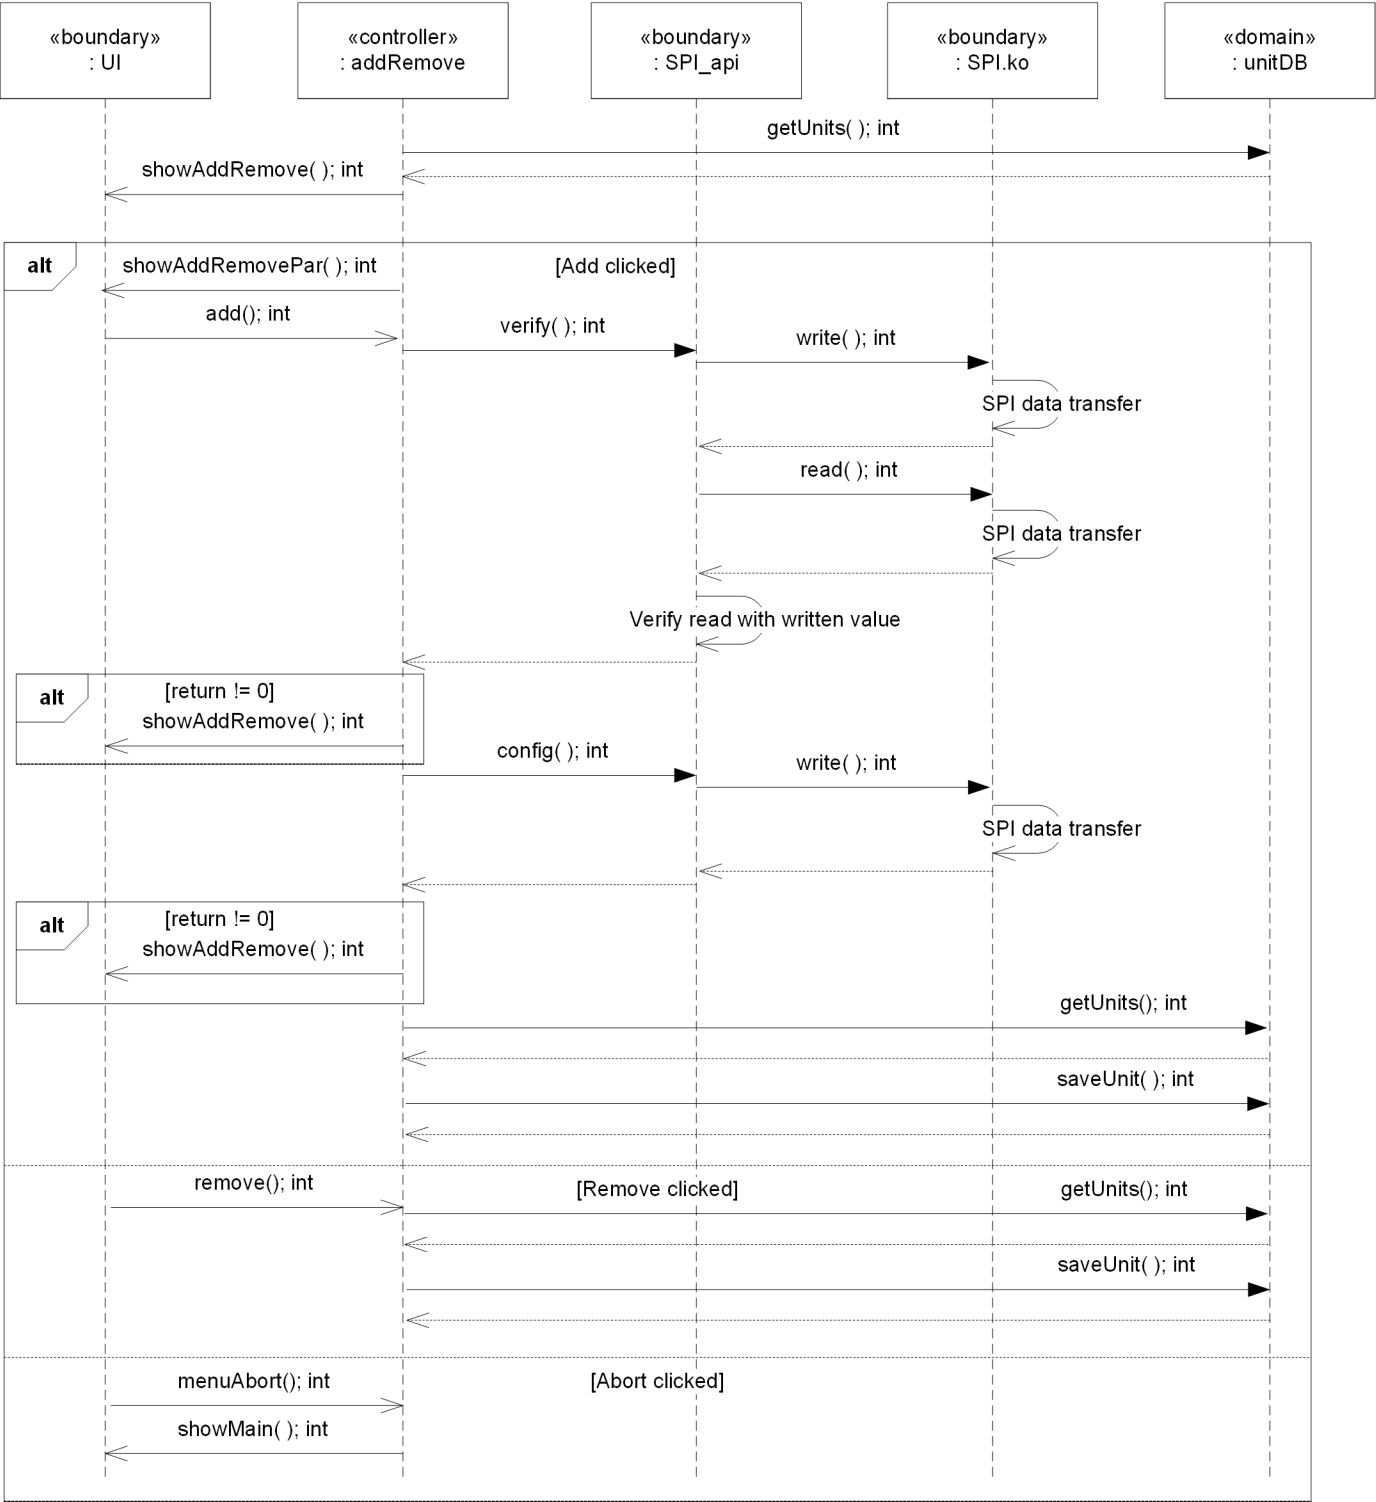 «boundary»
: UI
«controller»
: addRemove
«boundary»
: SPI_api
«boundary»
: SPI.ko
«domain»
: unitDB
getUnits( ); int
showAddRemove( ); int
alt
showAddRemovePar( ); int
[Add clicked]
add(); int
verify( ); int
write( ); int
SPI data transfer
read( ); int
SPI data transfer
Verify read with written value
alt
[return != 0]
showAddRemove( ); int
config( ); int
write( ); int
SPI data transfer
alt
[return != 0]
showAddRemove( ); int
getUnits(); int
saveUnit( ); int
remove(); int
[Remove clicked]
getUnits(); int
saveUnit( ); int
menuAbort(); int
[Abort clicked]
showMain( ); int